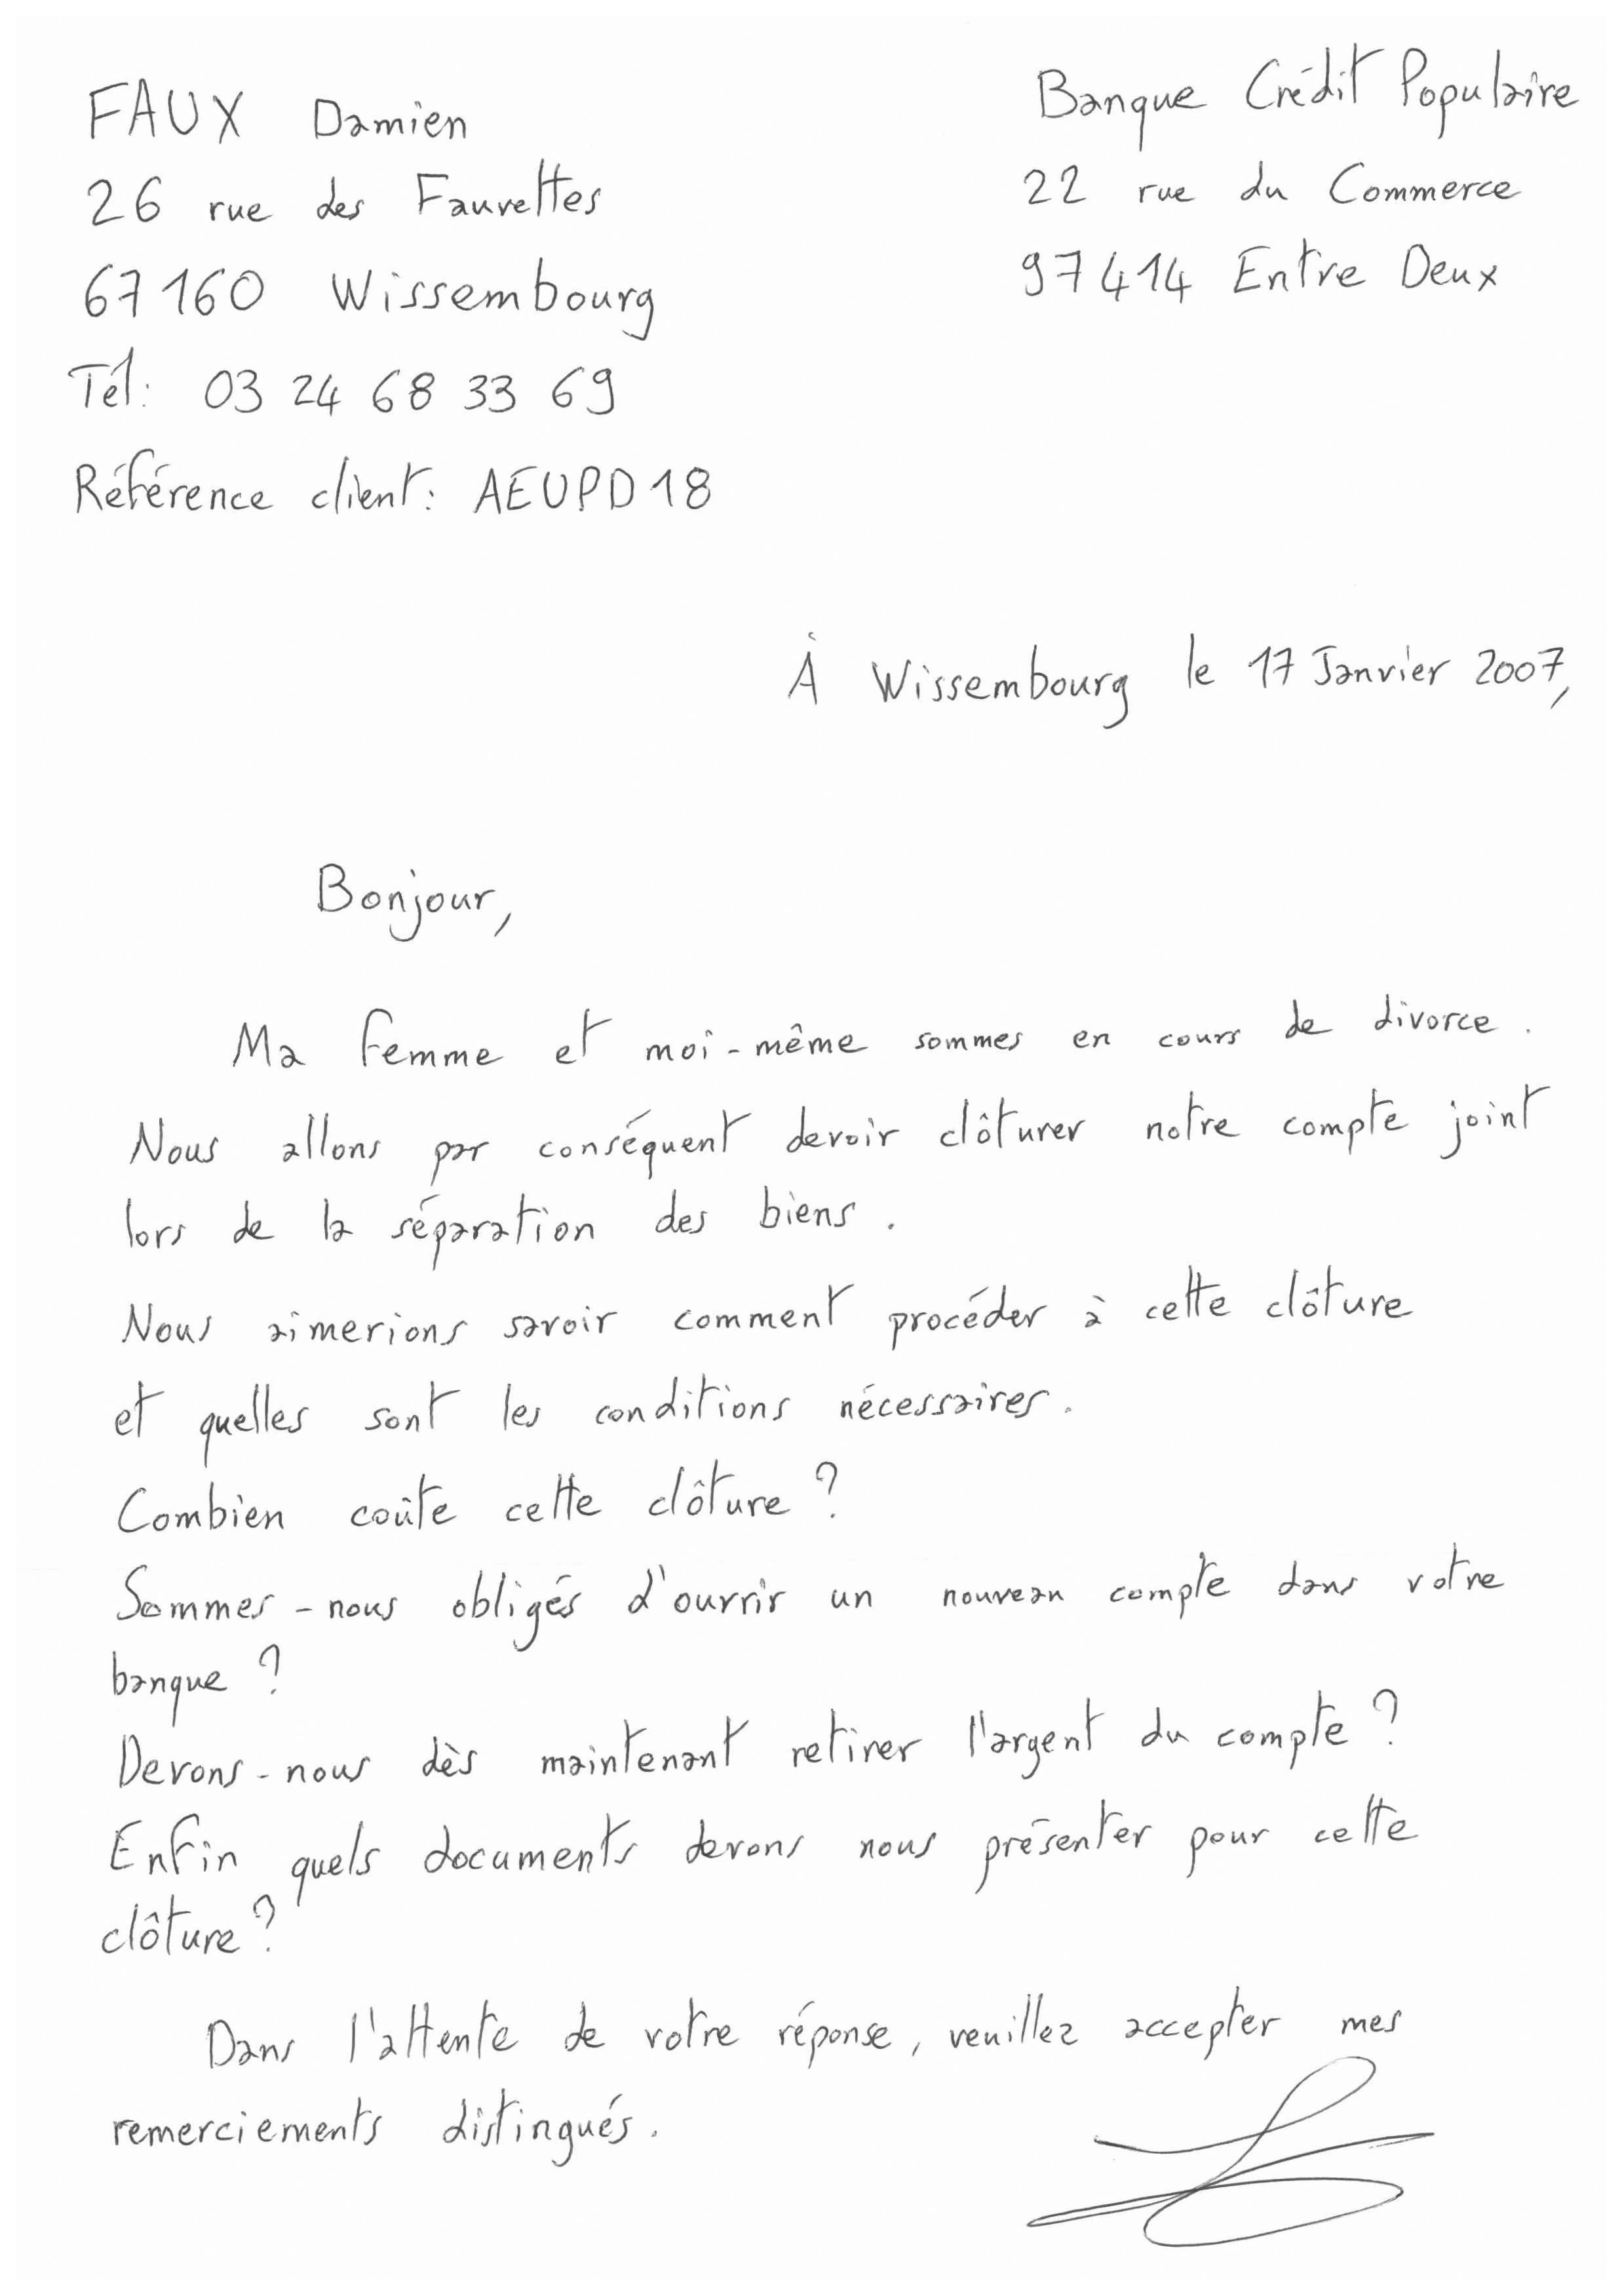 FAUX Damien
26 rue des Fauvettes
67160 Wissembourg
Tél: 03 24 68 33 69
Référence client: AEUPD18
Banque Crédit Populaire
22 rue du Commerce
97414 Entre Deux
À Wissembourg le 17 Janvier 2007,
Bonjour,
Ma femme et moi-même sommes en cours de divorce.
Nous allons par conséquent devoir clôturer notre compte joint
lors de la séparation des biens.
Nous aimerions savoir comment procéder à cette clôture
et quelles sont les conditions nécessaires.
Combien coûte cette clôture ?
Sommes-nous obligés d'ouvrir un nouveau compte dans votre
banque ?
Devons-nous dès maintenant retirer l'argent du compte ?
Enfin quels documents devons nous présenter pour cette
clôture ?
Dans l'attente de votre réponse, veuillez accepter mes
remerciements distingués.